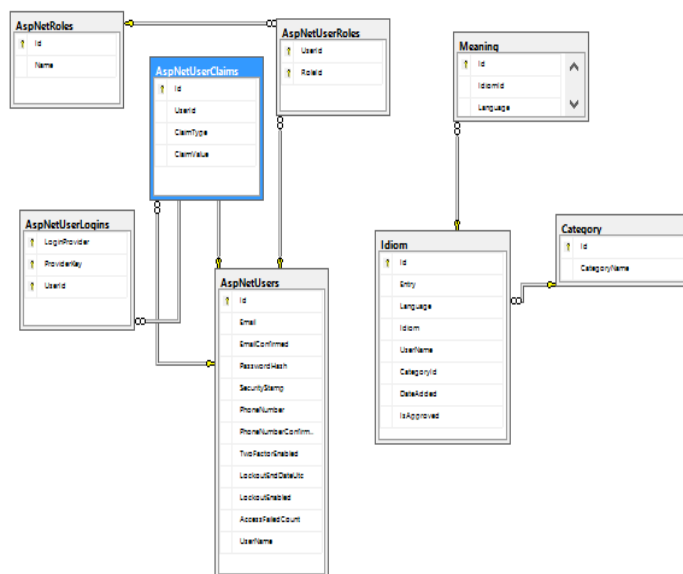 AspNetRoles
Id
Name
AspNetUserRoles
UserId
RoleId
AspNetUserClaims
Id
UserId
ClaimType
ClaimValue
Meaning
Id
IdiomId
Language
AspNetUserLogins
LoginProvider
ProviderKey
UserId
AspNetUsers
Id
Email
EmailConfirmed
PasswordHash
SecurityStamp
PhoneNumber
PhoneNumberConfirm...
TwoFactorEnabled
LockoutEndDateUtc
LockoutEnabled
AccessFailedCount
UserName
Idiom
Id
Entry
Language
Idiom
UserName
CategoryId
DateAdded
IsApproved
Category
Id
CategoryName